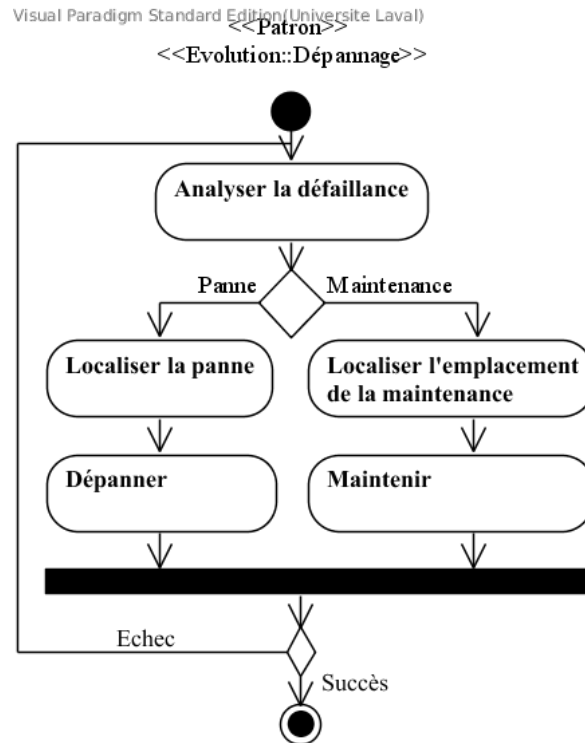 Visual Paradigm Standard Edition(Universite Laval)
<<Patron>>
<<Evolution::Dépannage>>
Analyser la défaillance
Panne
Maintenance
Localiser la panne
Localiser l'emplacement
de la maintenance
Dépanner
Maintenir
Echec
Succès